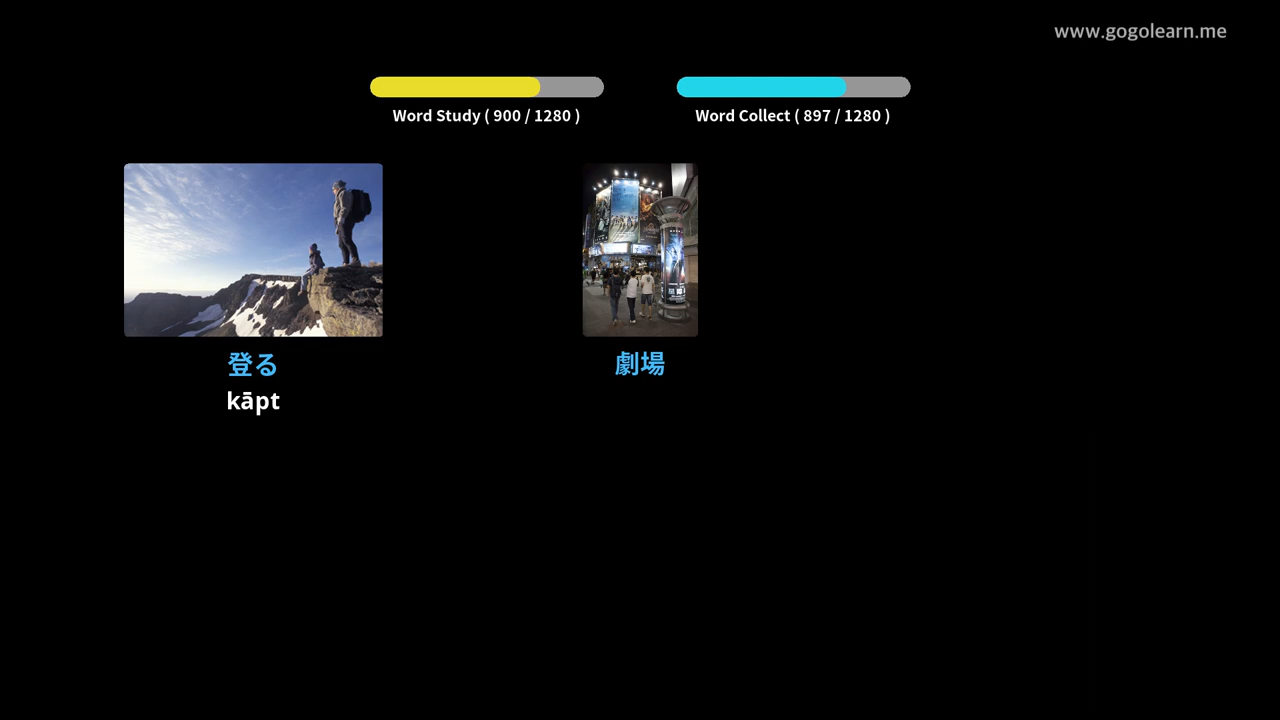 www.gogolearn.me
Word Study ( 900 / 1280 )
Word Collect ( 897 / 1280 )
登る
劇場
kāpt